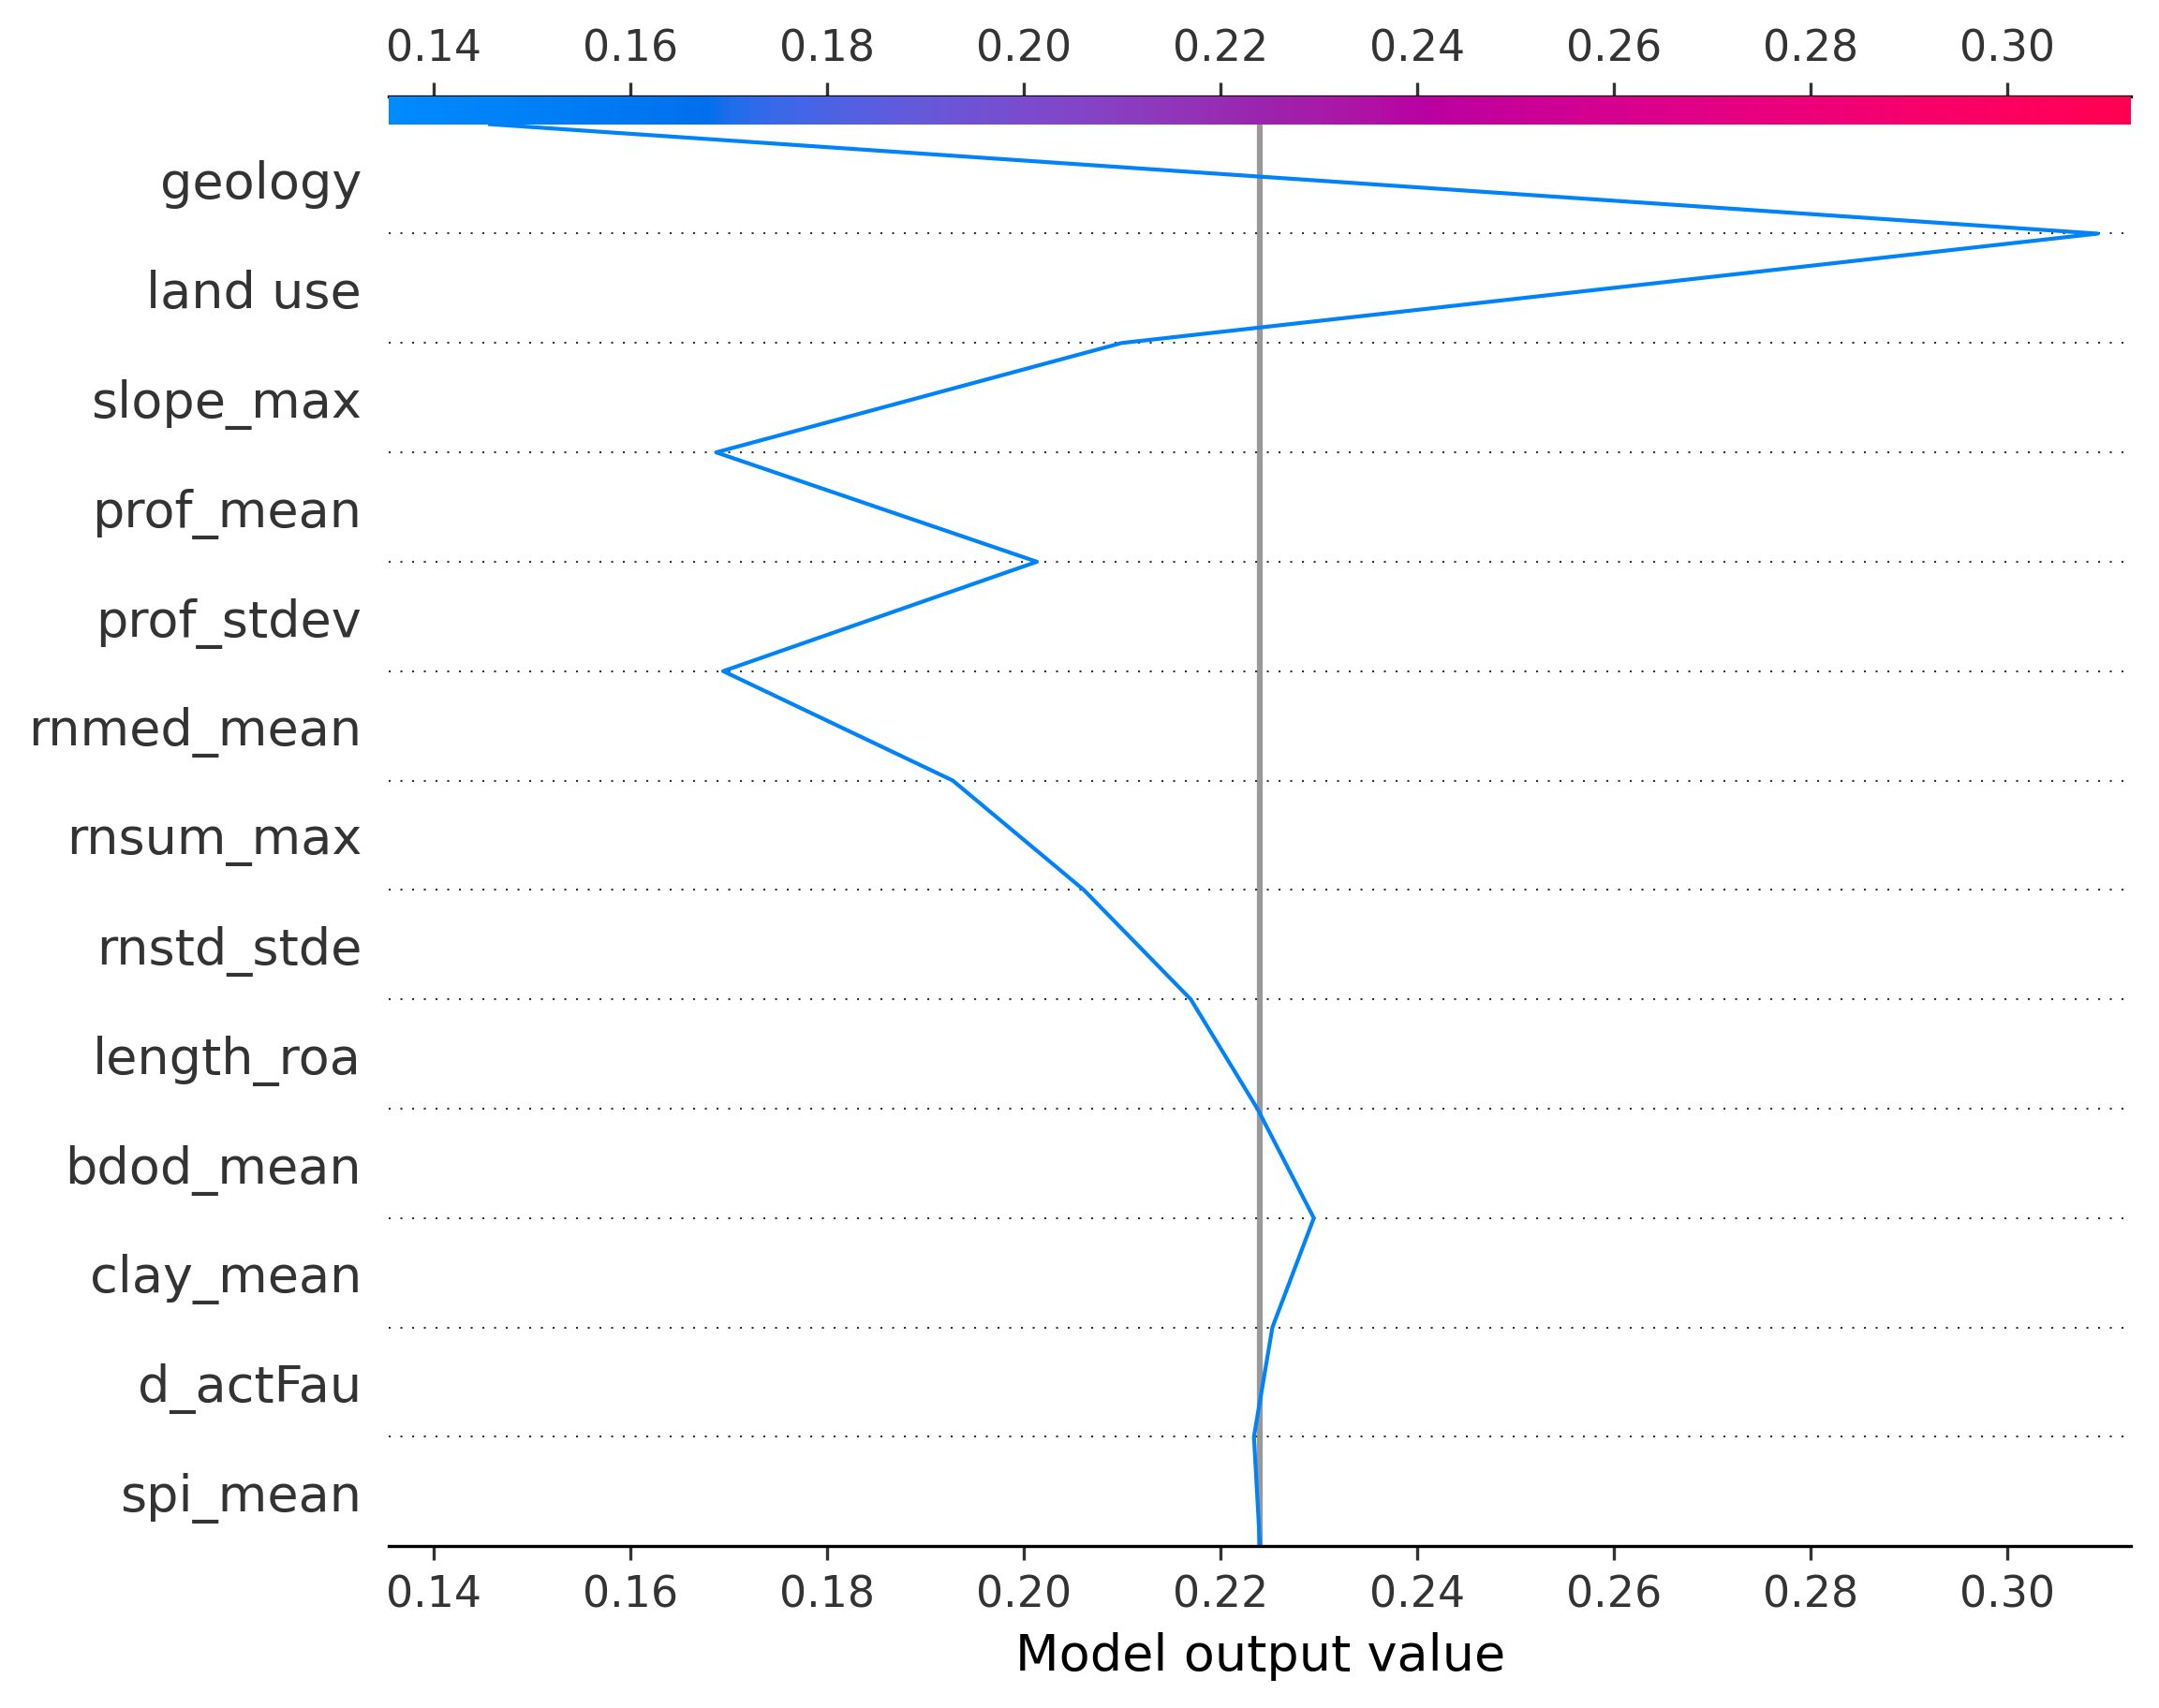 0.14 0.16 0.18 0.20 0.22 0.24 0.26 0.28 0.30
geology
land use
slope_max
prof_mean
prof_stdev
rnmed_mean
rnsum_max
rnstd_stde
length_roa
bdod_mean
clay_mean
d_actFau
spi_mean
0.14 0.16 0.18 0.20 0.22 0.24 0.26 0.28 0.30
Model output value